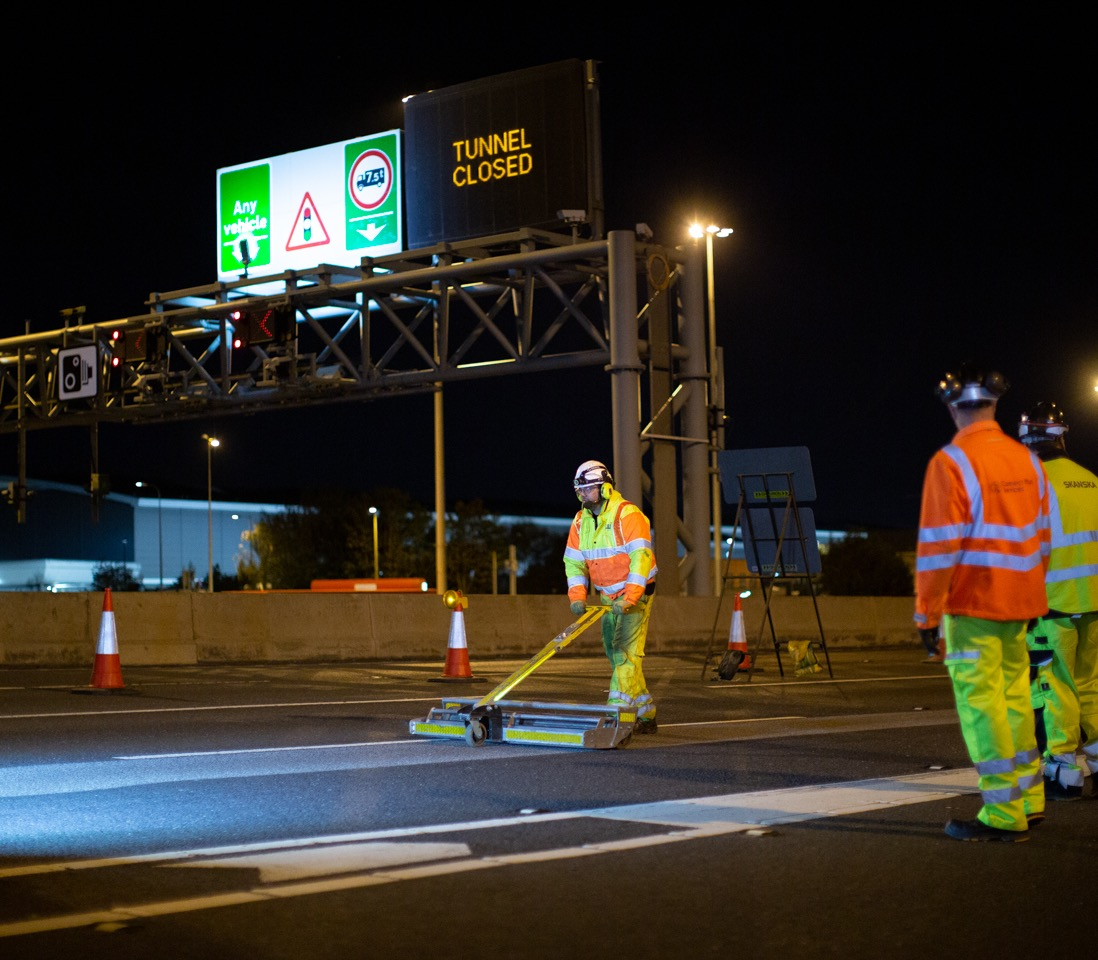 TUNNEL
CLOSED
Any
vehicle
7.5t
SKANSKA